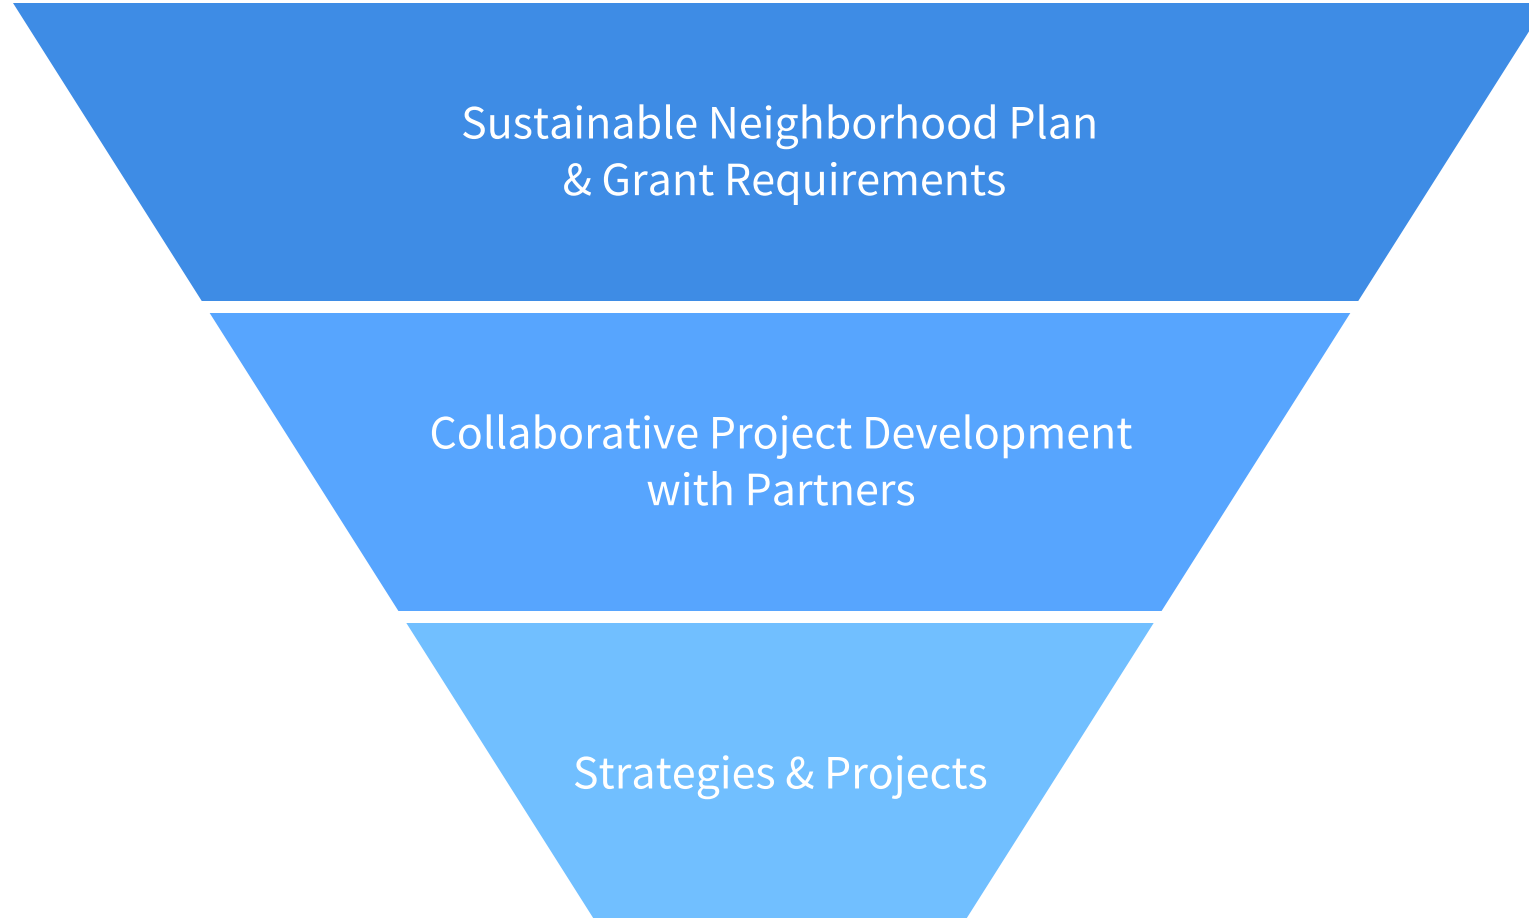 Sustainable Neighborhood Plan
& Grant Requirements
Collaborative Project Development
with Partners
Strategies & Projects